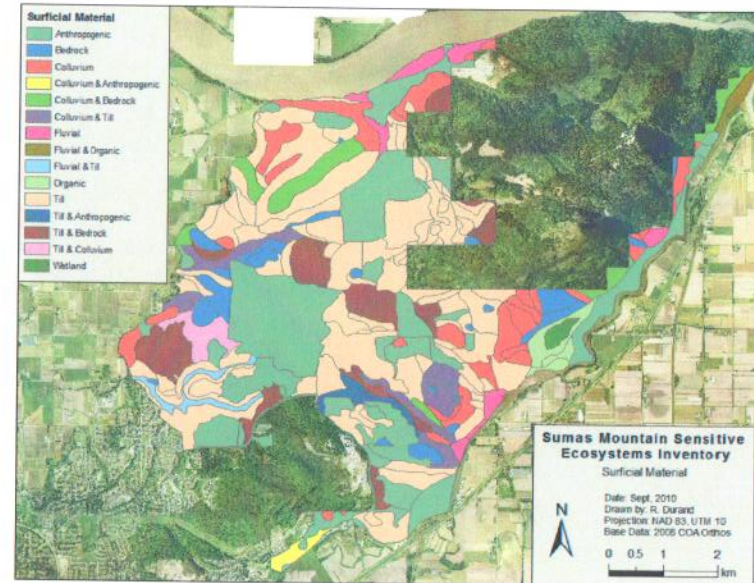 Surficial Material
Anthropogenic
Bedrock
Colluvium
Colluvium & Anthropogenic
Colluvium & Bedrock
Colluvium & Till
Fluvial
Fluvial & Organic
Fluvial & Till
Organic
Till
Till & Anthropogenic
Till & Bedrock
Till & Colluvium
Wetland
Sumas Mountain Sensitive
Ecosystems Inventory
Surficial Material
Date: Sept, 2010
Drawn by: R. Durand
Projection: NAD 83, UTM 10
Base Data: 2006 COA Orthos
N
0 0.5 1 2
km